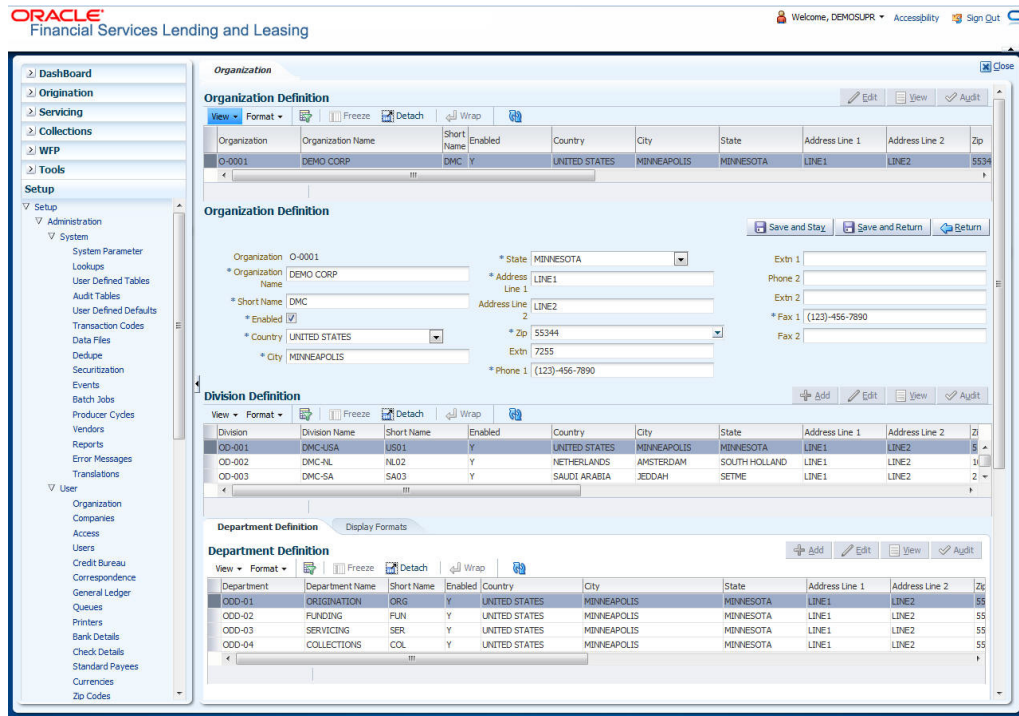 ORACLE'
Financial Services Lending and Leasing
Welcome, DEMOSUPR Accessibility Sign Out
DashBoard
Origination
Servicing
Collections
WFP
Tools
Setup
Setup
Administration
System
System Parameter
Lookups
User Defined Tables
Audit Tables
User Defined Defaults
Transaction Codes
Data Files
Dedupe
Securitization
Events
Batch Jobs
Producer Cycles
Vendors
Reports
Error Messages
Translations
User
Organization
Companies
Access
Users
Credit Bureau
Correspondence
General Ledger
Queues
Printers
Bank Details
Check Details
Standard Payees
Currencies
Zip Codes
Organization
Close
Organization Definition
Edit View Audit
View Format Freeze Detach Wrap
Organization Organization Name Short Name Enabled Country City State Address Line 1 Address Line 2 Zip
O-0001 DEMO CORP DMC Y UNITED STATES MINNEAPOLIS MINNESOTA LINE1 LINE2 5534
Organization Definition
Save and Stay Save and Return Return
Organization O-0001
* Organization Name DEMO CORP
* Short Name DMC
* Enabled
* Country UNITED STATES
* City MINNEAPOLIS
* State MINNESOTA
* Address Line 1 LINE1
Address Line 2 LINE2
* Zip 55344
Extn 7255
* Phone 1 (123)-456-7890
Extn 1
Phone 2
Extn 2
* Fax 1 (123)-456-7890
Fax 2
Division Definition
Add Edit View Audit
View Format Freeze Detach Wrap
Division Division Name Short Name Enabled Country City State Address Line 1 Address Line 2 Zi
OD-001 DMC-USA US01 Y UNITED STATES MINNEAPOLIS MINNESOTA LINE1 LINE2 5
OD-002 DMC-NL NL02 Y NETHERLANDS AMSTERDAM SOUTH HOLLAND LINE1 LINE2 1
OD-003 DMC-SA SA03 Y SAUDI ARABIA JEDDAH SETME LINE1 LINE2 2
Department Definition Display Formats
Department Definition
Add Edit View Audit
View Format Freeze Detach Wrap
Department Department Name Short Name Enabled Country City State Address Line 1 Address Line 2 Zip
ODD-01 ORIGINATION ORG Y UNITED STATES MINNEAPOLIS MINNESOTA LINE1 LINE2 55
ODD-02 FUNDING FUN Y UNITED STATES MINNEAPOLIS MINNESOTA LINE1 LINE2 55
ODD-03 SERVICING SER Y UNITED STATES MINNEAPOLIS MINNESOTA LINE1 LINE2 55
ODD-04 COLLECTIONS COL Y UNITED STATES MINNEAPOLIS MINNESOTA LINE1 LINE2 55